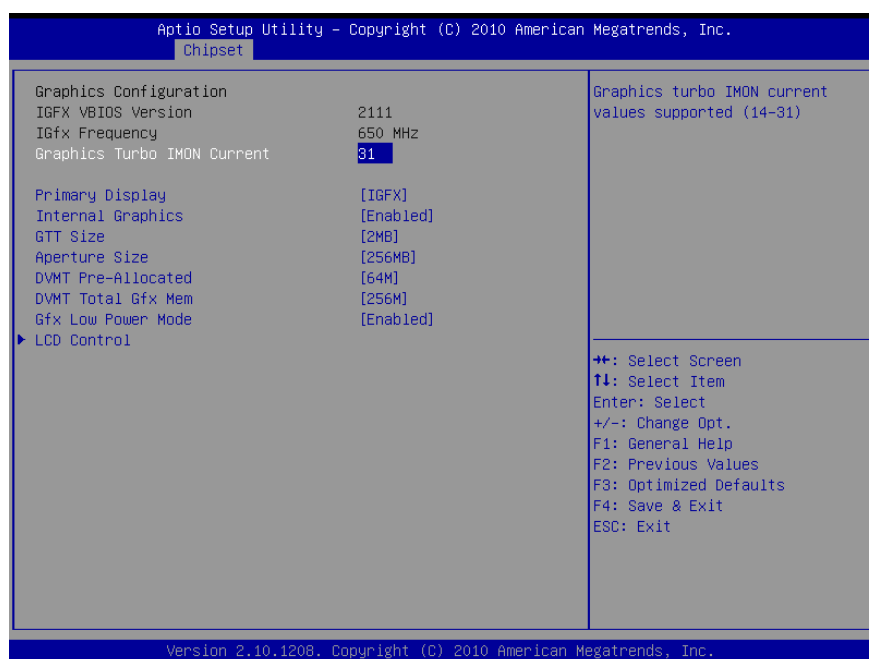 Aptio Setup Utility – Copyright (C) 2010 American Megatrends, Inc.
Chipset
Graphics Configuration
IGFX VBIOS Version 2111
IGfx Frequency 650 MHz
Graphics Turbo IMON Current 31
Primary Display [IGFX]
Internal Graphics [Enabled]
GTT Size [2MB]
Aperture Size [256MB]
DVMT Pre-Allocated [64M]
DVMT Total Gfx Mem [256M]
Gfx Low Power Mode [Enabled]
▶ LCD Control
Graphics turbo IMON current
values supported (14-31)
→←: Select Screen
↑↓: Select Item
Enter: Select
+/-: Change Opt.
F1: General Help
F2: Previous Values
F3: Optimized Defaults
F4: Save & Exit
ESC: Exit
Version 2.10.1208. Copyright (C) 2010 American Megatrends, Inc.